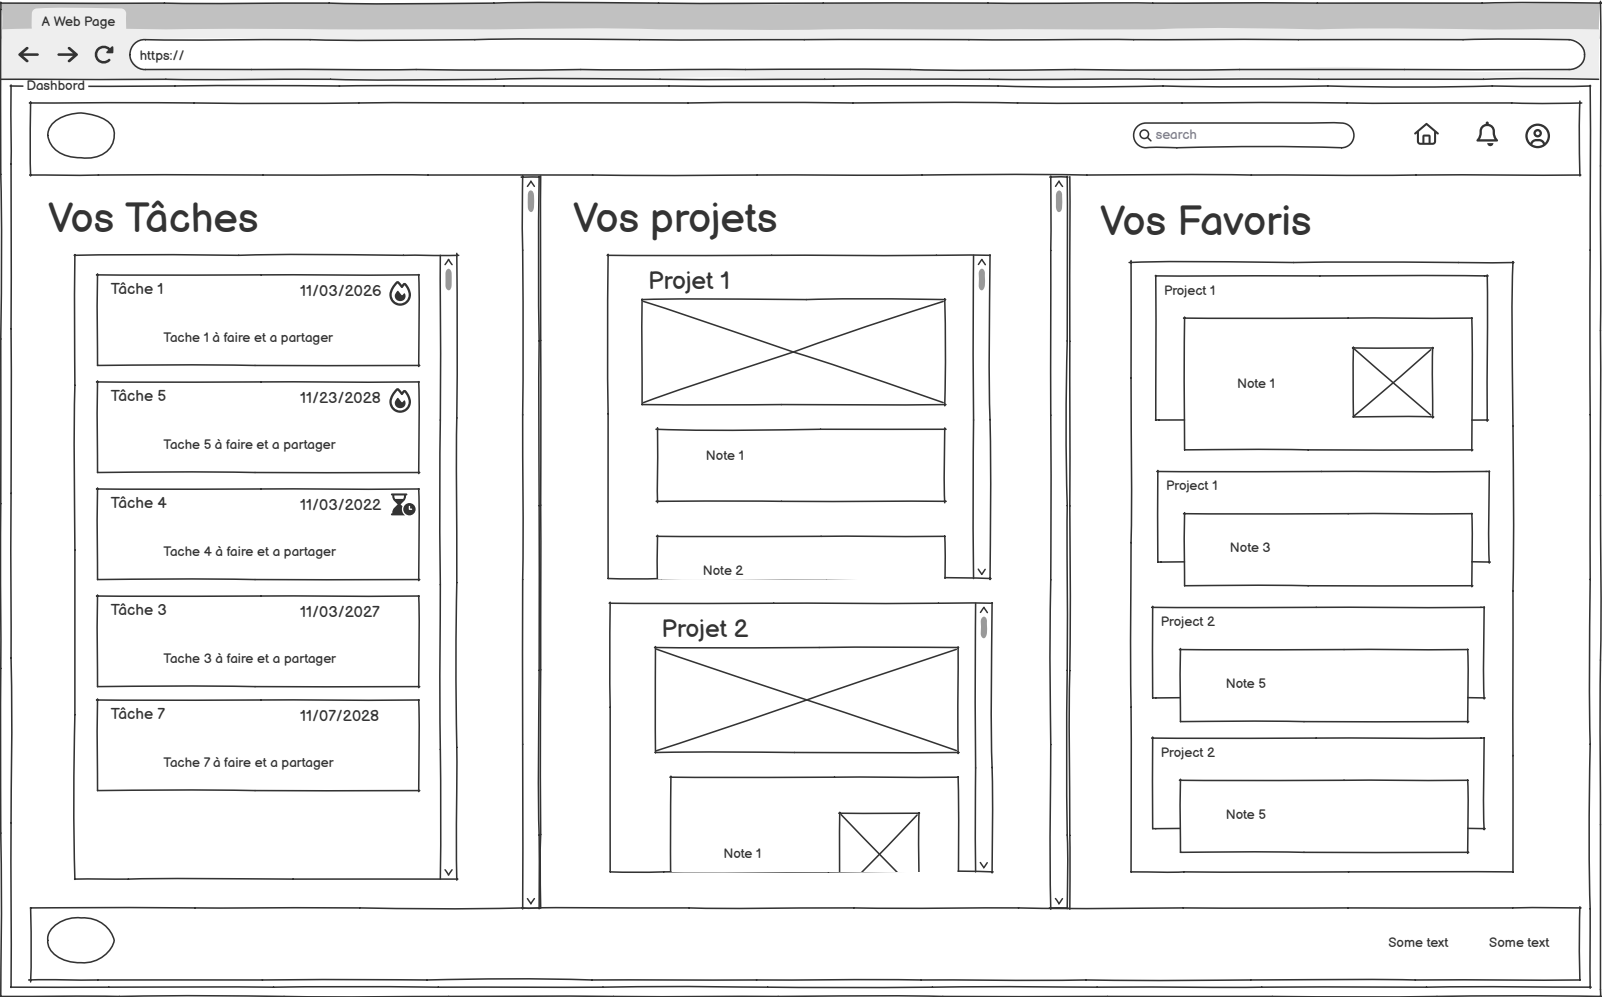 A Web Page
https://
Dashbord
search
Vos Tâches
Tâche 1 11/03/2026
Tache 1 à faire et a partager
Tâche 5 11/23/2028
Tache 5 à faire et a partager
Tâche 4 11/03/2022
Tache 4 à faire et a partager
Tâche 3 11/03/2027
Tache 3 à faire et a partager
Tâche 7 11/07/2028
Tache 7 à faire et a partager
Vos projets
Projet 1
Note 1
Note 2
Projet 2
Note 1
Vos Favoris
Project 1
Note 1
Project 1
Note 3
Project 2
Note 5
Project 2
Note 5
Some text Some text